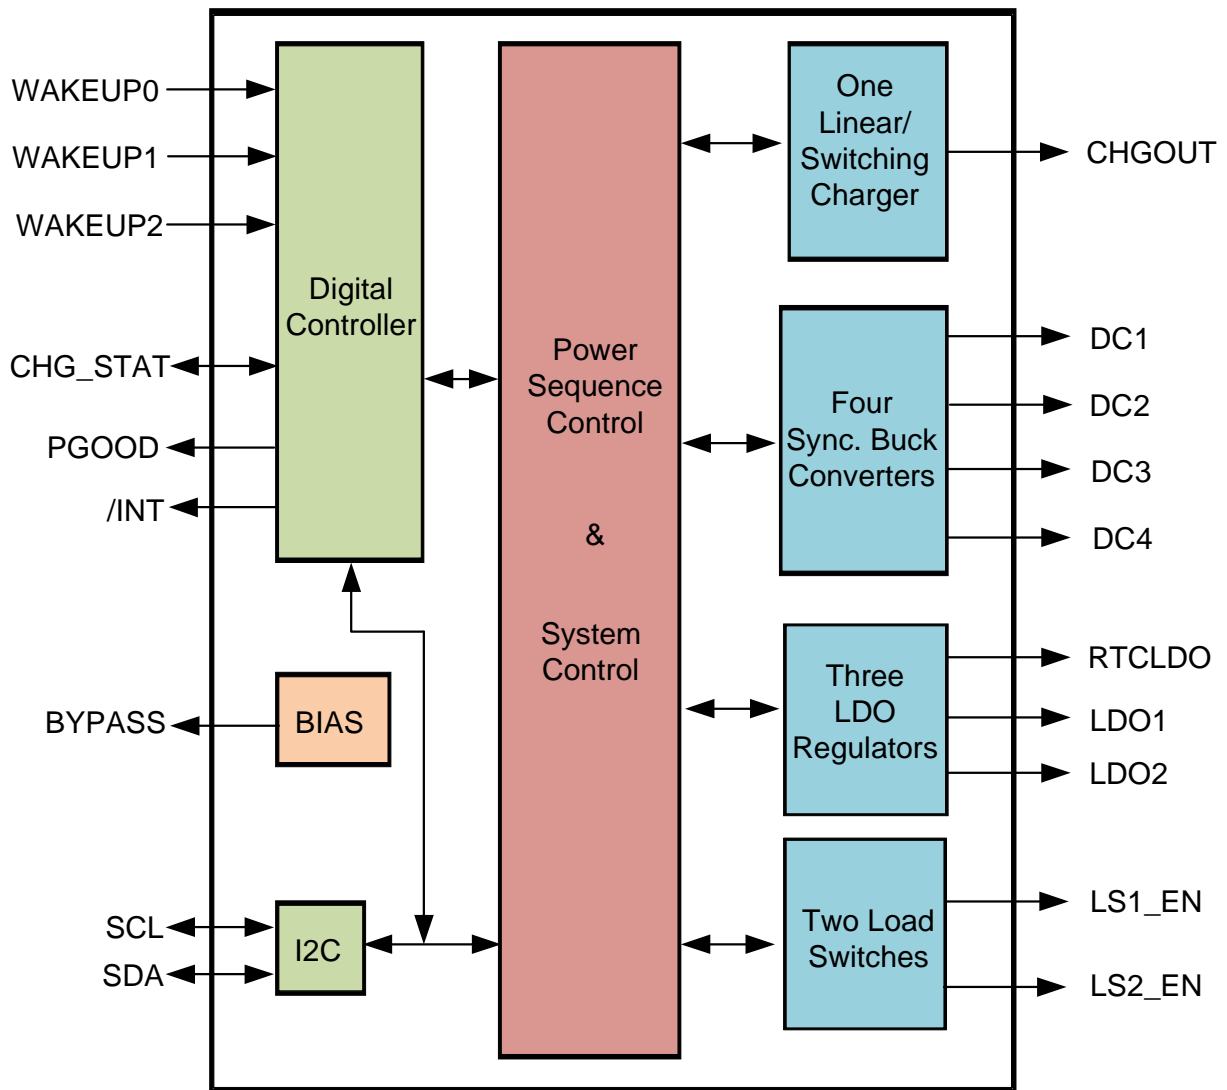 WAKEUP0
WAKEUP1
WAKEUP2
CHG_STAT
PGOOD
/INT
BYPASS
SCL
SDA
Digital
Controller
BIAS
I2C
Power
Sequence
Control
&
System
Control
One
Linear/
Switching
Charger
Four
Sync. Buck
Converters
Three
LDO
Regulators
Two Load
Switches
CHGOUT
DC1
DC2
DC3
DC4
RTCLDO
LDO1
LDO2
LS1_EN
LS2_EN